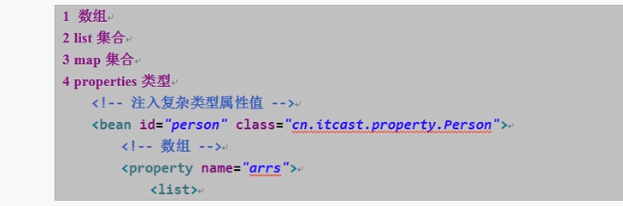 1 数组
2 list 集合
3 map 集合
4 properties 类型
<!-- 注入复杂类型属性值 -->
<bean id="person" class="cn.itcast.property.Person">
<!-- 数组 -->
<property name="arrs">
<list>